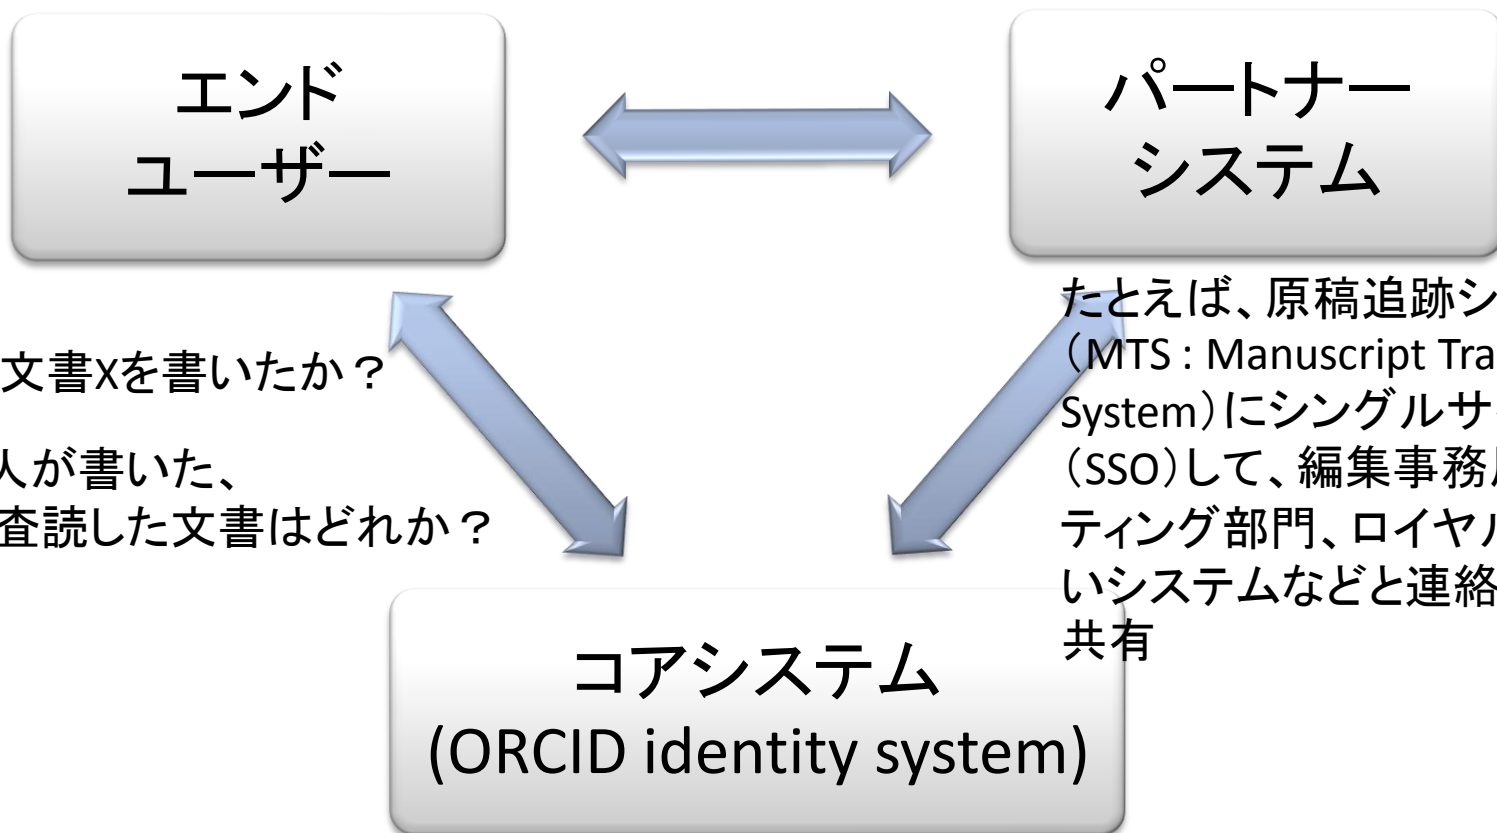 エンド
ユーザー
パートナー
システム
文書Xを書いたか？
人が書いた、
査読した文書はどれか？
たとえば、原稿追跡シ
（MTS : Manuscript Tra
System）にシングルサ
（SSO）して、編集事務
ティング部門、ロイヤル
いシステムなどと連絡
共有
コアシステム
(ORCID identity system)